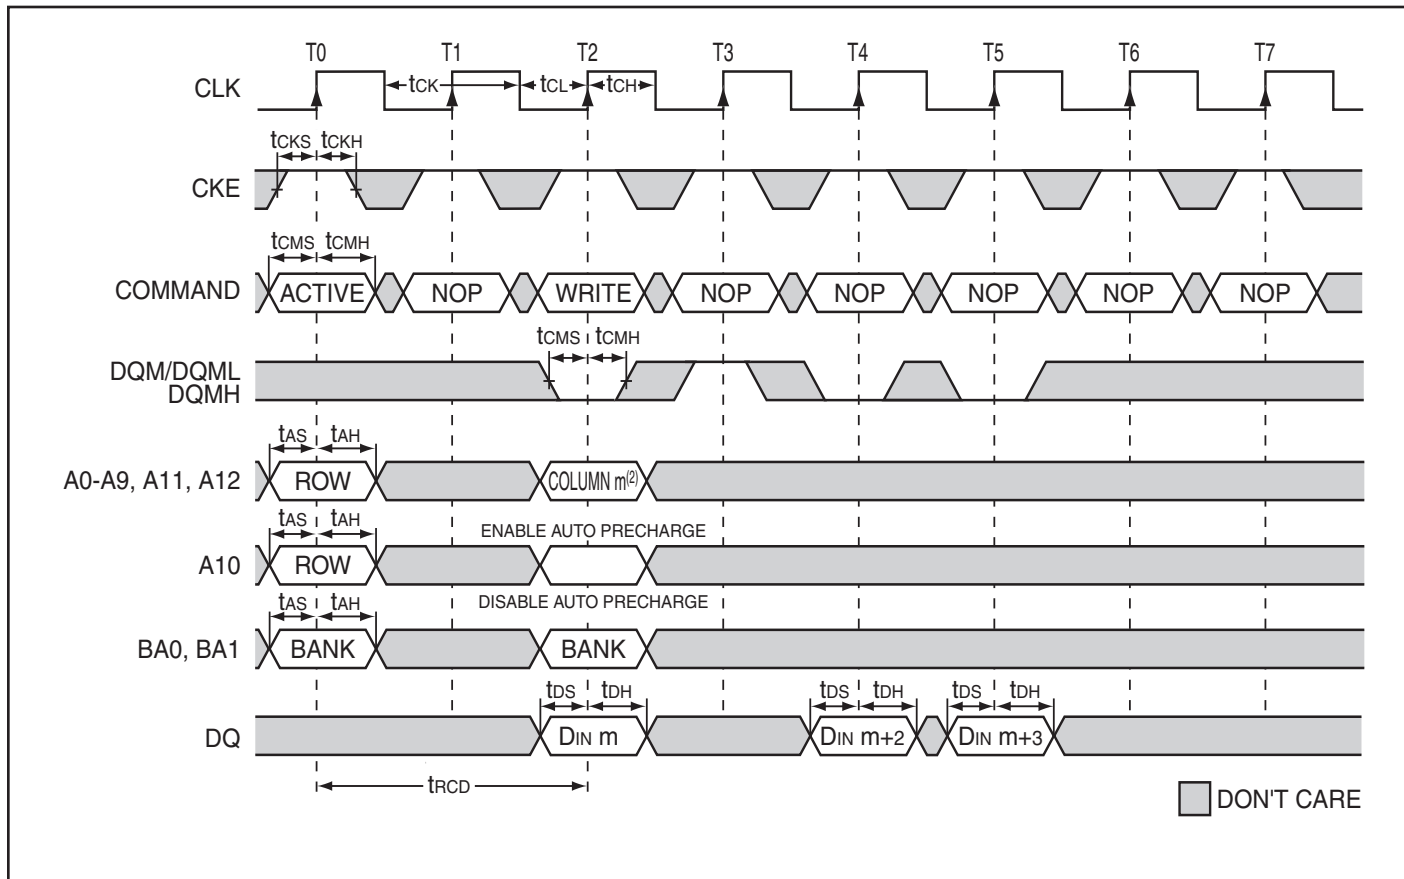 T0 T1 T2 T3 T4 T5 T6 T7
CLK tCK tCL tCH
tCKS tCKH
CKE
tCMS tCMH
COMMAND ACTIVE NOP WRITE NOP NOP NOP NOP NOP
tCMS tCMH
DQM/DQML
DQMH
tAS tAH
A0-A9, A11, A12 ROW COLUMN m(2)
tAS tAH ENABLE AUTO PRECHARGE
A10 ROW
tAS tAH DISABLE AUTO PRECHARGE
BA0, BA1 BANK BANK
tDS tDH tDS tDH tDS tDH
DQ DIN m DIN m+2 DIN m+3
tRCD
DON'T CARE